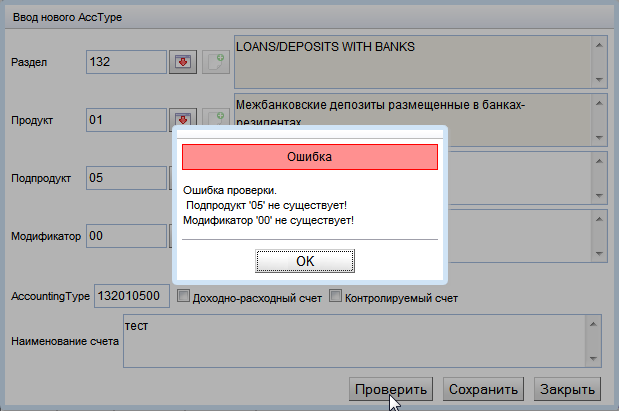 Ввод нового AccType
Раздел 132 LOANS/DEPOSITS WITH BANKS
Продукт 01 Межбанковские депозиты размещенные в банках-
резидентах
Ошибка
Подпродукт 05
Ошибка проверки.
Подпродукт '05' не существует!
Модификатор '00' не существует!
Модификатор 00
OK
AccountingType 132010500 Доходно-расходный счет Контролируемый счет
Наименование счета тест
Проверить Сохранить Закрыть